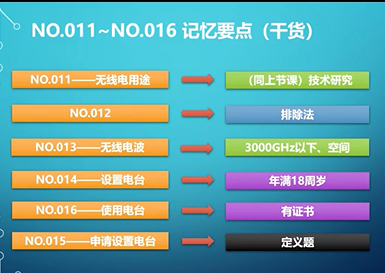 NO.011~NO.016 记忆要点（干货）
NO.011——无线电用途
（同上节课）技术研究
NO.012
排除法
NO.013——无线电波
3000GHz以下、空间
NO.014——设置电台
年满18周岁
NO.016——使用电台
有证书
NO.015——申请设置电台
定义题